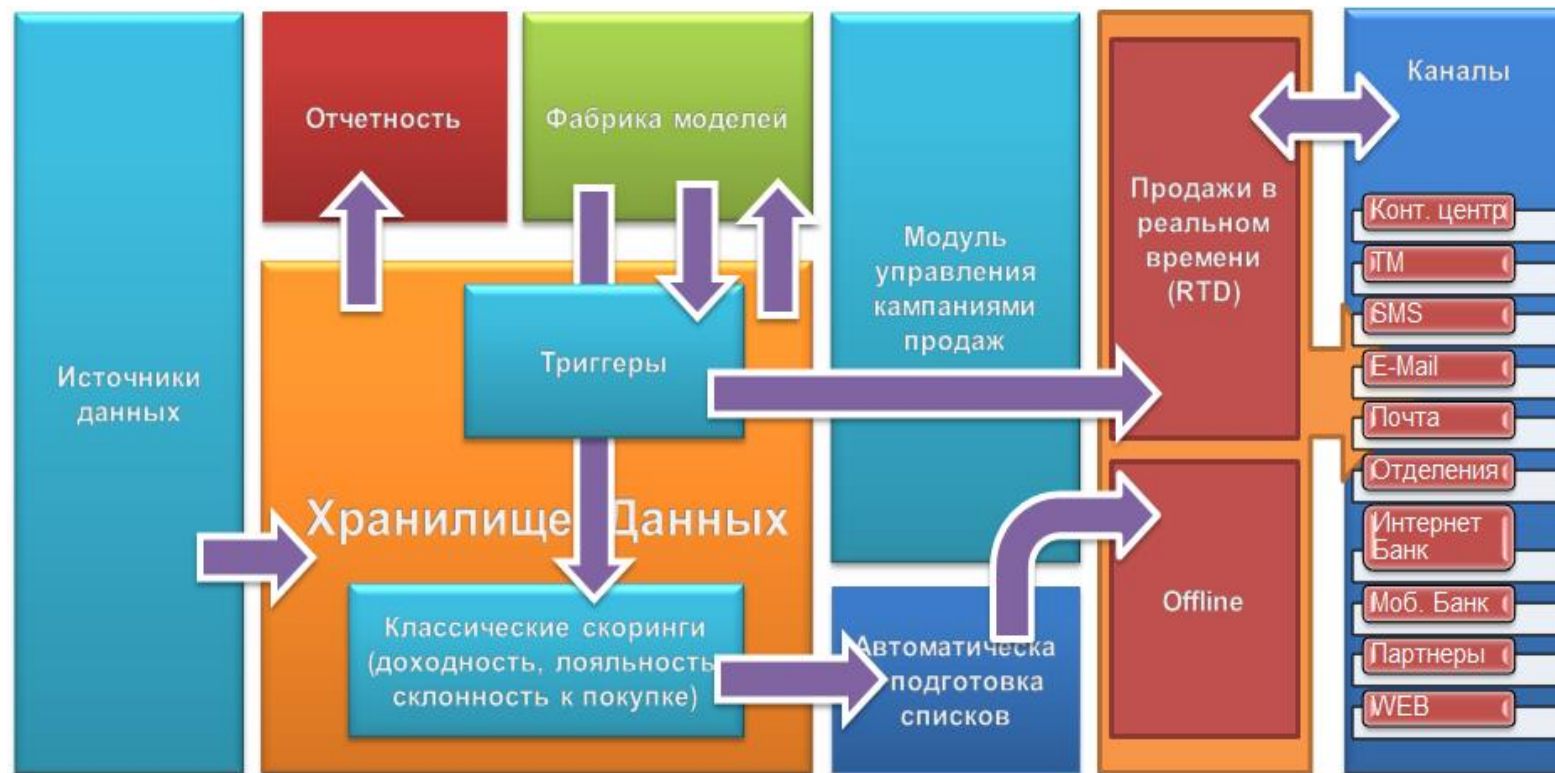 Источники
данных
Отчетность
Фабрика моделей
Триггеры
Хранилище Данных
Классические скоринги
(доходность, лояльность
склонность к покупке)
Модуль
управления
кампаниями
продаж
Автоматическа
подготовка
списков
Продажи в
реальном
времени
(RTD)
Offline
Каналы
Конт. центр
ТМ
SMS
E-Mail
Почта
Отделения
Интернет
Банк
Моб. Банк
Партнеры
WEB